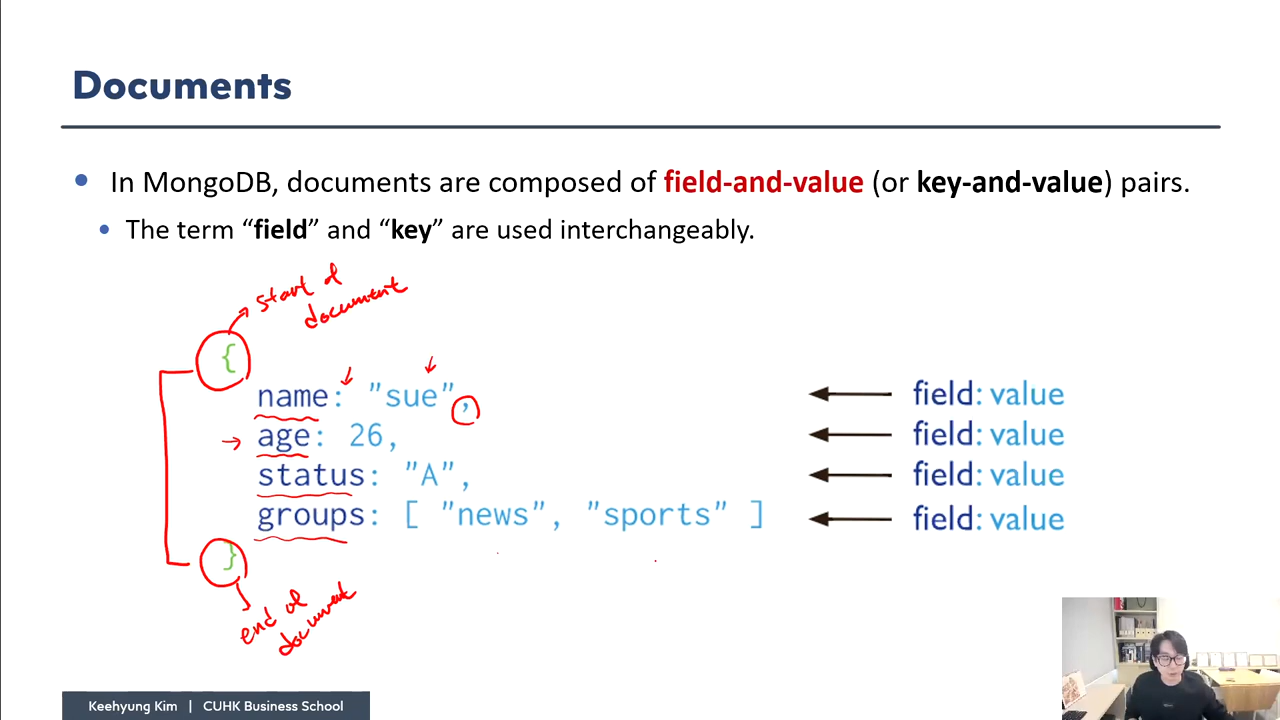 Documents
In MongoDB, documents are composed of field-and-value (or key-and-value) pairs.
The term “field” and “key” are used interchangeably.
start of
document
{
name: "sue", field: value
age: 26, field: value
status: "A", field: value
groups: [ "news", "sports" ] field: value
}
end of
document
Keehyung Kim | CUHK Business School